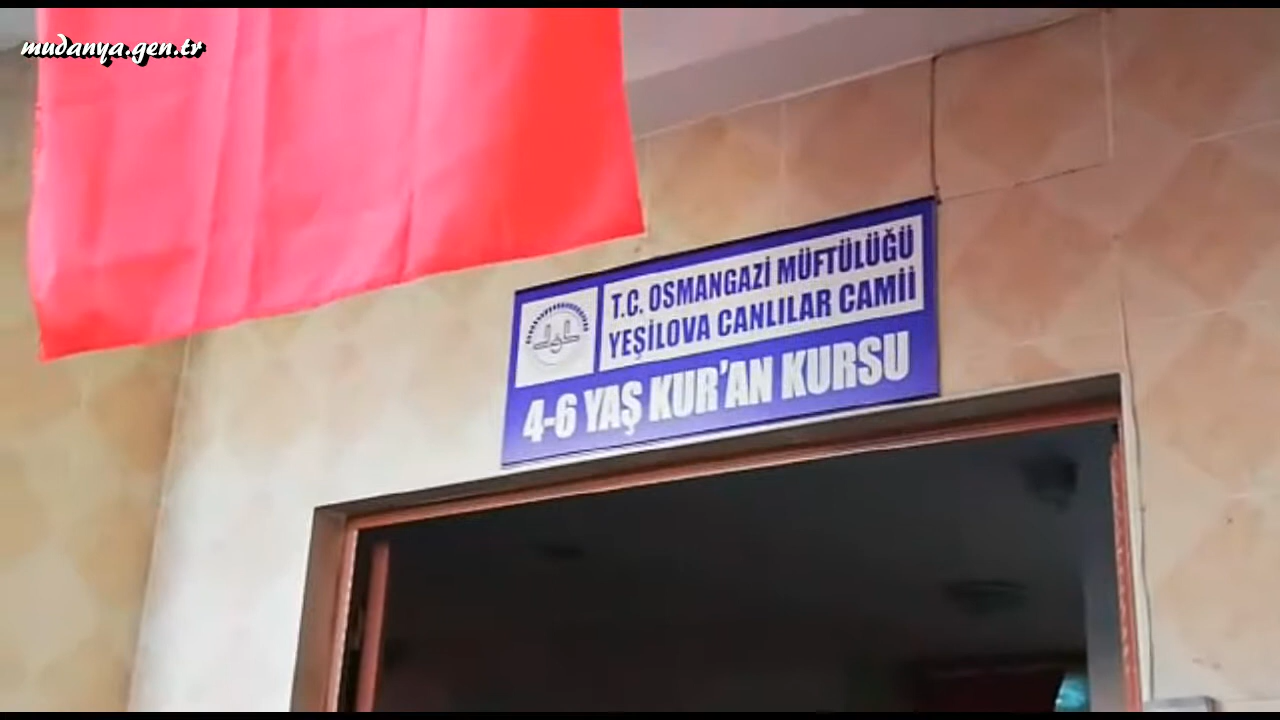 mudanya.gen.tr
T.C. OSMANGAZİ MÜFTÜLÜĞÜ
YEŞİLOVA CANLILAR CAMİİ
4-6 YAŞ KUR'AN KURSU